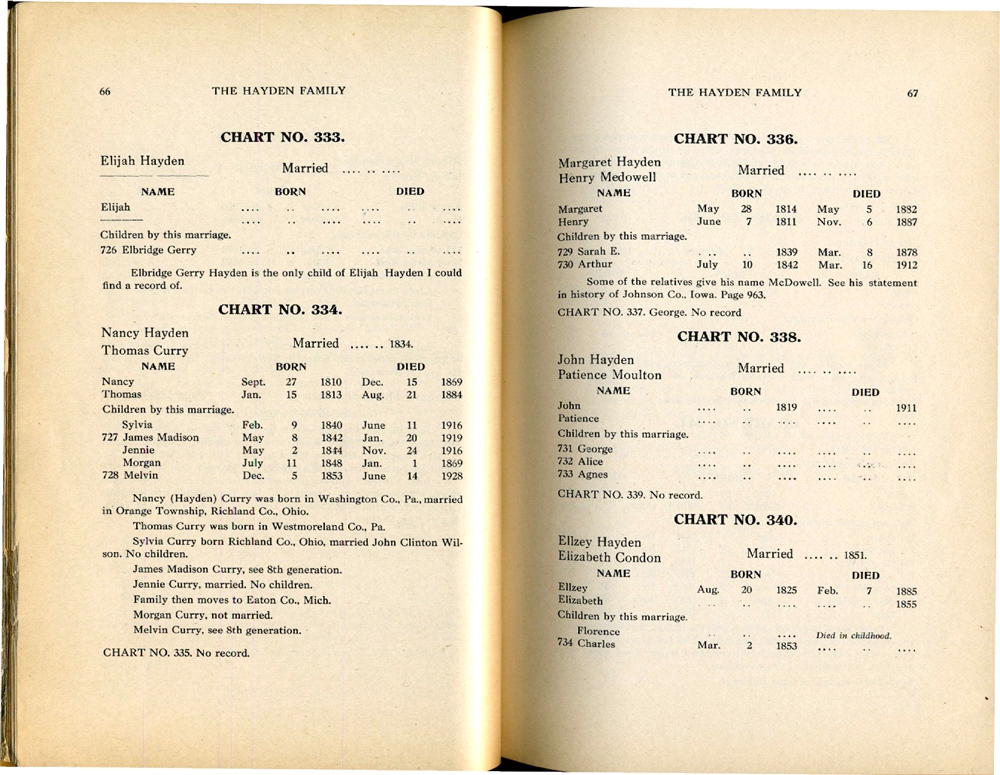 66
THE HAYDEN FAMILY
CHART NO. 333.
Elijah Hayden
Married .... .. ....
NAME BORN DIED
Elijah .... .. .... .... .. ....
.... .. .... .... .. ....
Children by this marriage.
726 Elbridge Gerry .... .. .... .... .. ....
Elbridge Gerry Hayden is the only child of Elijah Hayden I could
find a record of.
CHART NO. 334.
Nancy Hayden
Thomas Curry
Married .... .. 1834.
NAME BORN DIED
Nancy Sept. 27 1810 Dec. 15 1869
Thomas Jan. 15 1813 Aug. 21 1884
Children by this marriage.
Sylvia Feb. 9 1840 June 11 1916
727 James Madison May 8 1842 Jan. 20 1919
Jennie May 2 1844 Nov. 24 1916
Morgan July 11 1848 Jan. 1 1869
728 Melvin Dec. 5 1853 June 14 1928
Nancy (Hayden) Curry was born in Washington Co., Pa., married
in Orange Township, Richland Co., Ohio.
Thomas Curry was born in Westmoreland Co., Pa.
Sylvia Curry born Richland Co., Ohio, married John Clinton Wil-
son. No children.
James Madison Curry, see 8th generation.
Jennie Curry, married. No children.
Family then moves to Eaton Co., Mich.
Morgan Curry, not married.
Melvin Curry, see 8th generation.
CHART NO. 335. No record.
THE HAYDEN FAMILY
67
CHART NO. 336.
Margaret Hayden
Henry Medowell
Married .... .. ....
NAME BORN DIED
Margaret May 28 1814 May 5 1882
Henry June 7 1811 Nov. 6 1887
Children by this marriage.
729 Sarah E. . .. .. 1839 Mar. 8 1878
730 Arthur July 10 1842 Mar. 16 1912
Some of the relatives give his name McDowell. See his statement
in history of Johnson Co., Iowa. Page 963.
CHART NO. 337. George. No record
CHART NO. 338.
John Hayden
Patience Moulton
Married .... .. ....
NAME BORN DIED
John .... .. 1819 .... .. 1911
Patience .... .. .... .... .. ....
Children by this marriage.
731 George .... .. .... .... .. ....
732 Alice .... .. .... .... .. ....
733 Agnes .... .. .... .... .. ....
CHART NO. 339. No record.
CHART NO. 340.
Ellzey Hayden
Elizabeth Condon
Married .... .. 1851.
NAME BORN DIED
Ellzey Aug. 20 1825 Feb. 7 1885
Elizabeth .. .. .... .... .. 1855
Children by this marriage.
Florence .. .. .... Died in childhood.
734 Charles Mar. 2 1853 .... .. ....